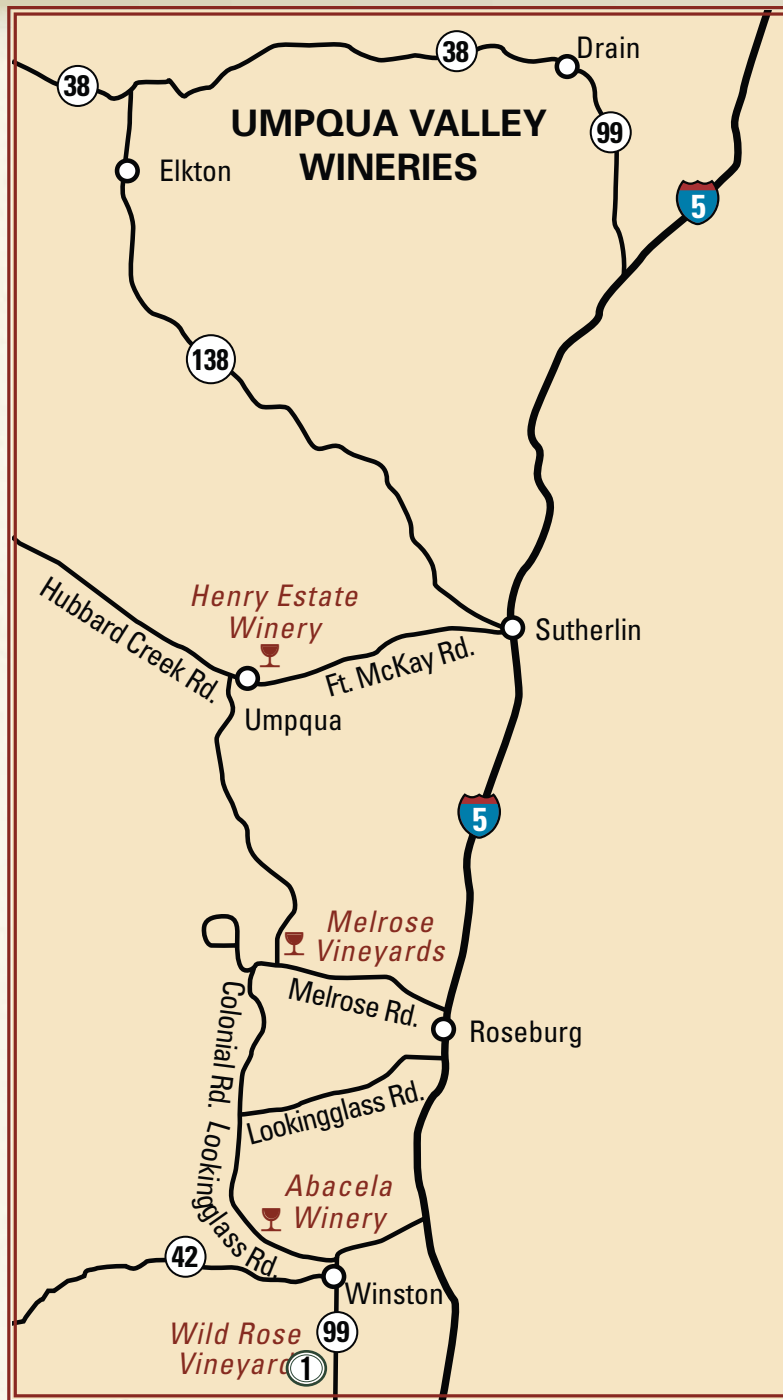 38
38
Drain
UMPQUA VALLEY
WINERIES
99
Elkton
5
138
Henry Estate
Winery
Hubbard Creek Rd.
Ft. McKay Rd.
Sutherlin
Umpqua
5
Melrose
Vineyards
Melrose Rd.
Roseburg
Colonial Rd.
Lookingglass Rd.
Lookingglass Rd.
Abacela
Winery
42
Winston
Wild Rose
Vineyard
99
1